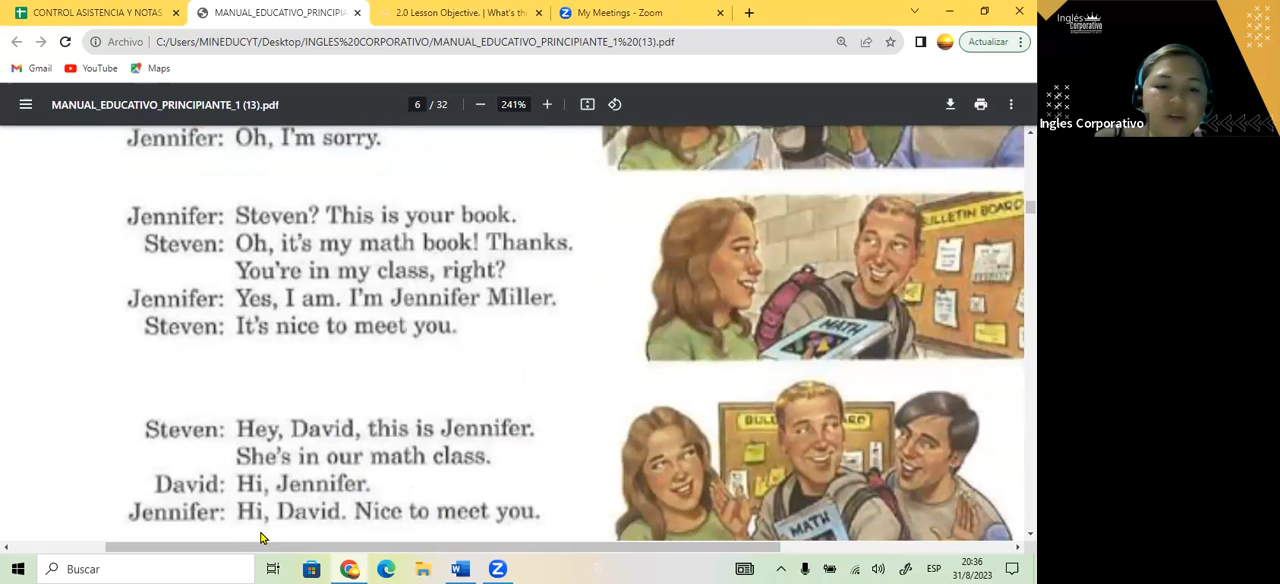 CONTROL ASISTENCIA Y NOTAS
MANUAL_EDUCATIVO_PRINCIPIA
2.0 Lesson Objective. | What's th
My Meetings - Zoom
Archivo
C:/Users/MINEDUCYT/Desktop/INGLES%20CORPORATIVO/MANUAL_EDUCATIVO_PRINCIPIANTE_1%20(13).pdf
Actualizar
Gmail
YouTube
Maps
MANUAL_EDUCATIVO_PRINCIPIANTE_1 (13).pdf
6 / 32
241%
Jennifer: Oh, I'm sorry.
Jennifer: Steven? This is your book.
Steven: Oh, it's my math book! Thanks.
You're in my class, right?
Jennifer: Yes, I am. I'm Jennifer Miller.
Steven: It's nice to meet you.
BULLETIN BOARD
MATH
Steven: Hey, David, this is Jennifer.
She's in our math class.
David: Hi, Jennifer.
Jennifer: Hi, David. Nice to meet you.
MATH
Buscar
ESP
20:36
31/8/2023
Inglés
Corporativo
Ingles Corporativo